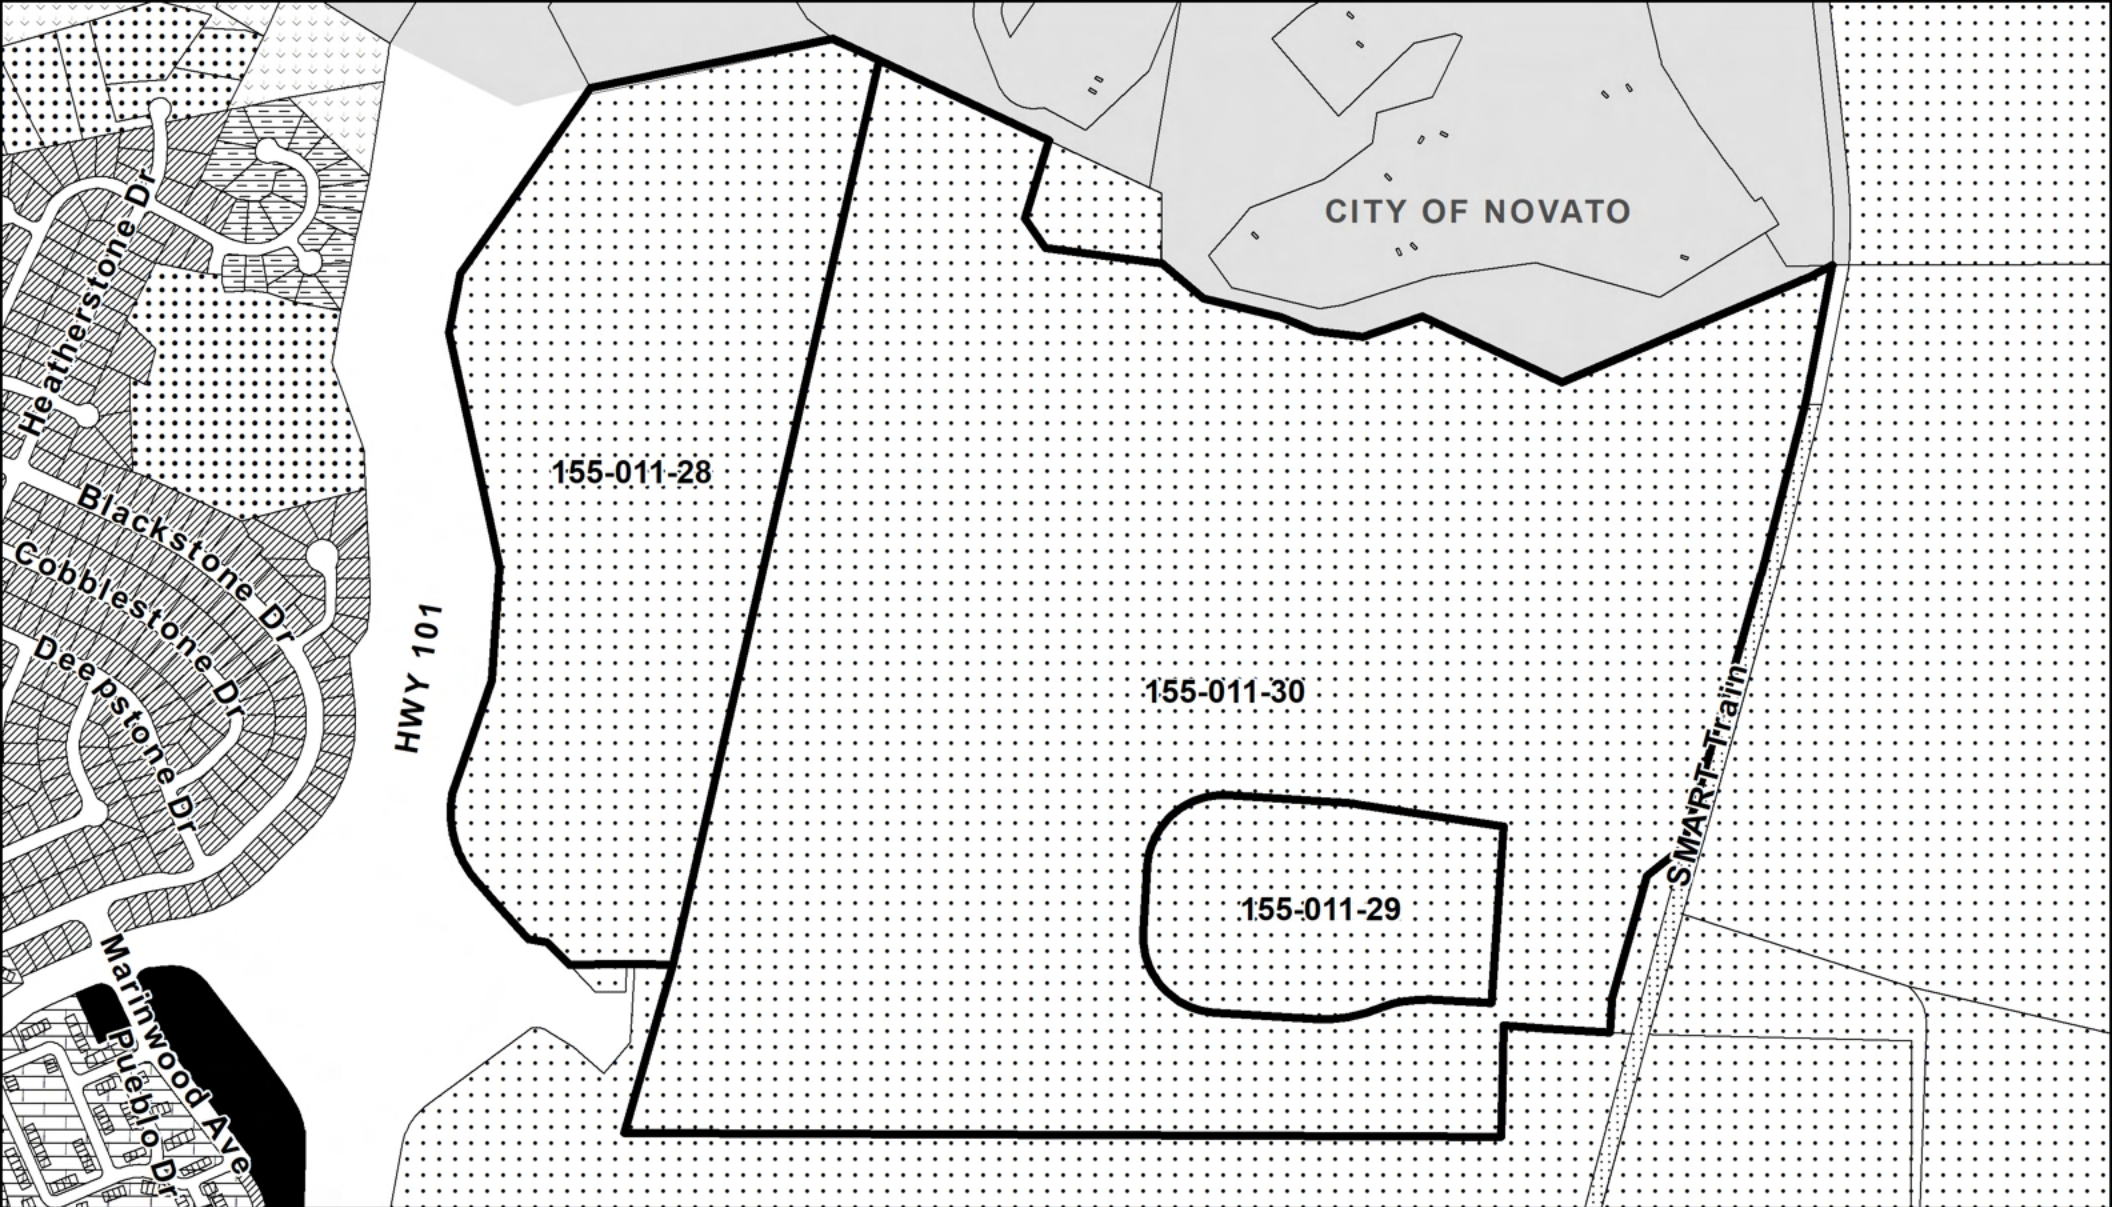 Heatherstone Dr
CITY OF NOVATO
155-011-28
Blackstone Dr
Cobblestone Dr
Deepstone Dr
HWY 101
155-011-30
SMART Train
155-011-29
Marinwood Ave
Pueblo Dr